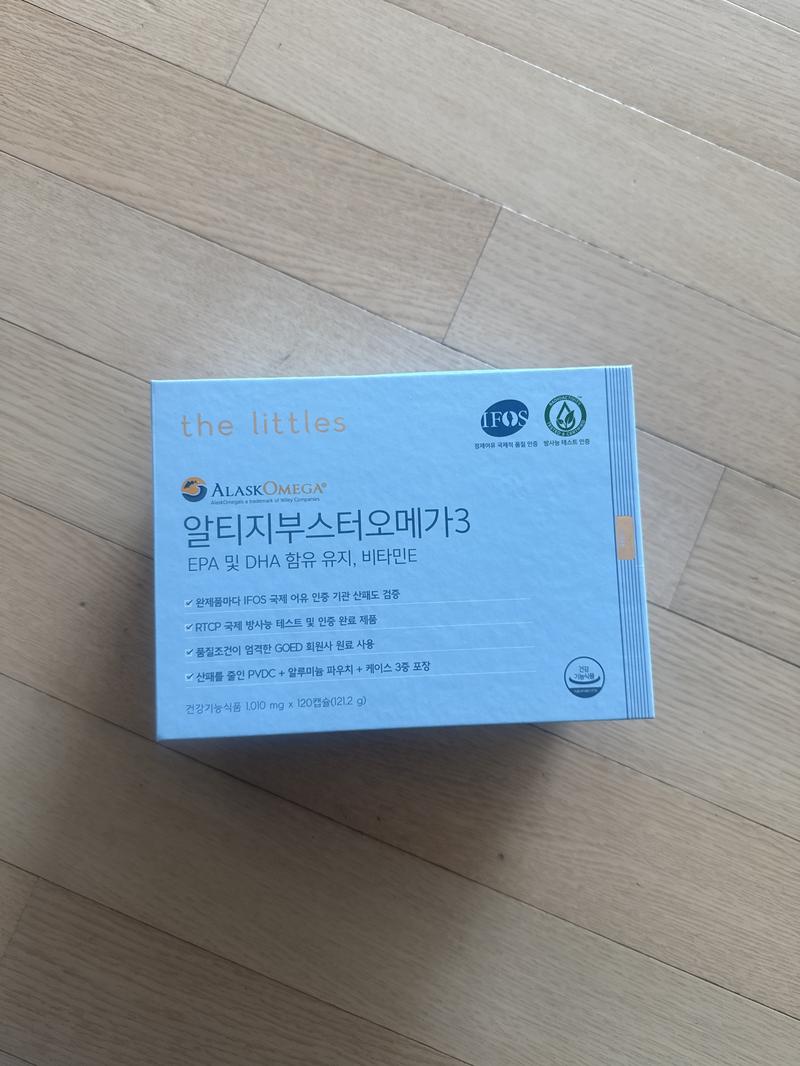 the littles
IFOS
정제어유 국제적 품질 인증
RADIOACTIVITY
TESTED & CERTIFIED
방사능 테스트 인증
ALASKOMEGA®
AlaskOmega is a trademark of Wiley Companies
알티지부스터오메가3
EPA 및 DHA 함유 유지, 비타민E
✓ 완제품마다 IFOS 국제 어유 인증 기관 산패도 검증
✓ RTCP 국제 방사능 테스트 및 인증 완료 제품
✓ 품질조건이 엄격한 GOED 회원사 원료 사용
✓ 산패를 줄인 PVDC + 알루미늄 파우치 + 케이스 3중 포장
건강기능식품 1,010 mg x 120캡슐(121.2 g)
건강
기능식품